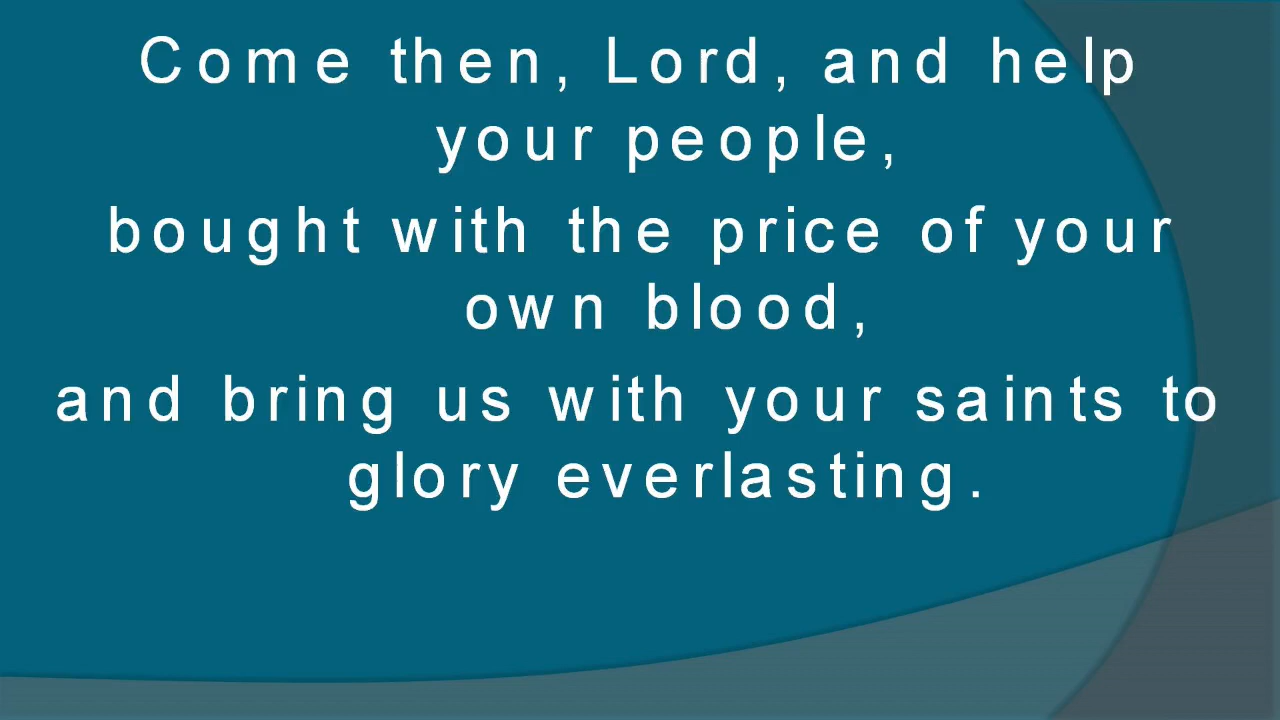 Come then, Lord, and help
your people,
bought with the price of your
own blood,
and bring us with your saints to
glory everlasting.